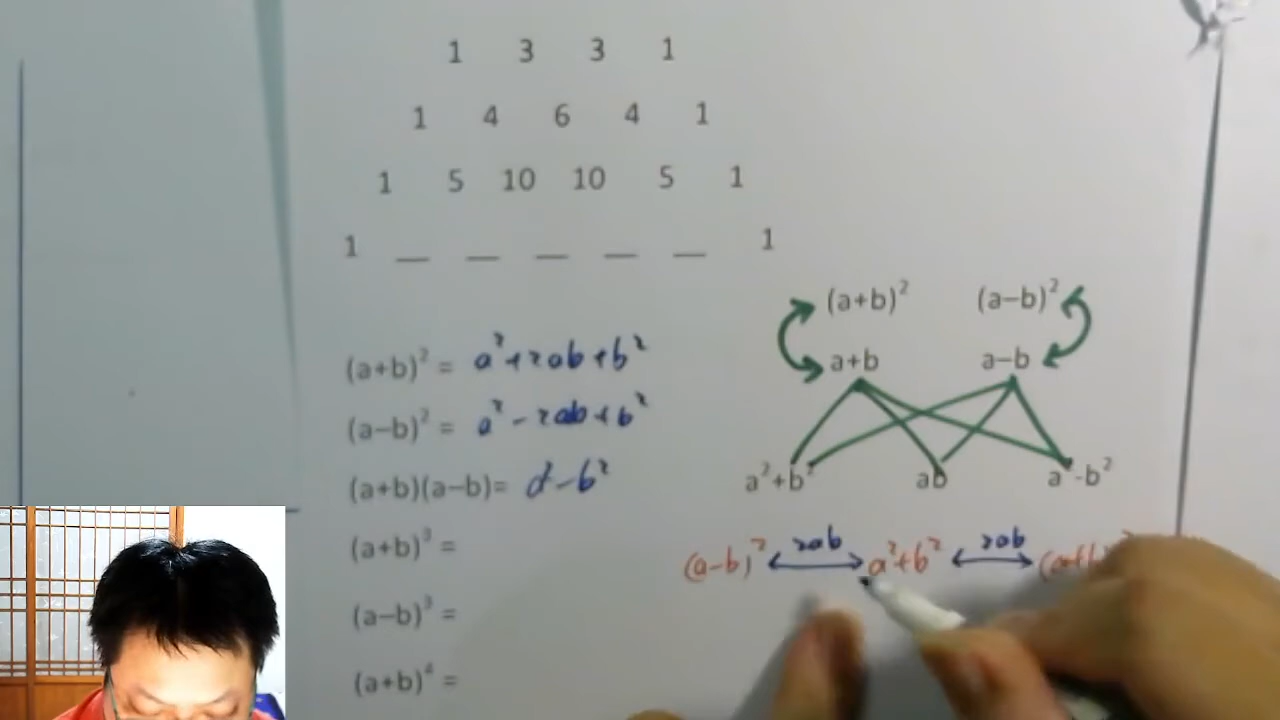 1 3 3 1
1 4 6 4 1
1 5 10 10 5 1
1 _ _ _ _ _ 1
(a+b)² (a−b)²
a+b a−b
a²+b² ab a²-b²
(a+b)² = a²+2ab+b²
(a−b)² = a²-2ab+b²
(a+b)(a−b)= a²-b²
(a+b)³ =
(a−b)³ =
(a+b)⁴ =
(a-b)² 2ab a²+b² 2ab